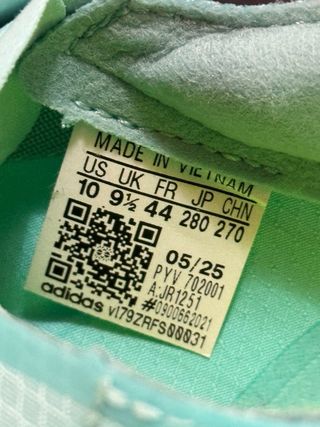 MADE IN VIETNAM
US UK FR JP CHN
10 9½ 44 280 270
05/25
PYV 702001
A:JR1251
#0900662021
adidas vl79ZRFS00031